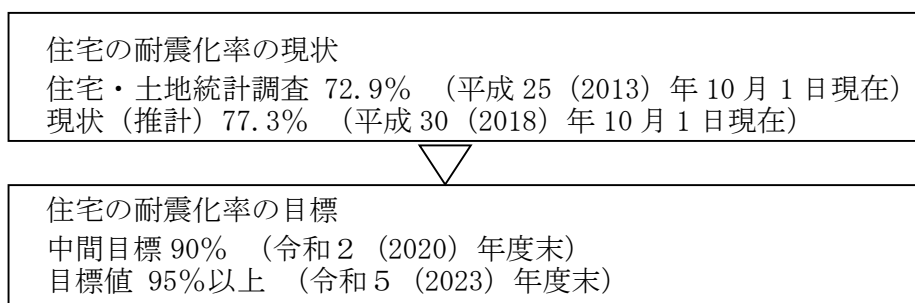 住宅の耐震化率の現状
住宅・土地統計調査 72.9% (平成 25(2013)年 10 月 1 日現在)
現状(推計)77.3% (平成 30(2018)年 10 月 1 日現在)
住宅の耐震化率の目標
中間目標 90% (令和２(2020)年度末)
目標値 95%以上 (令和５(2023)年度末)